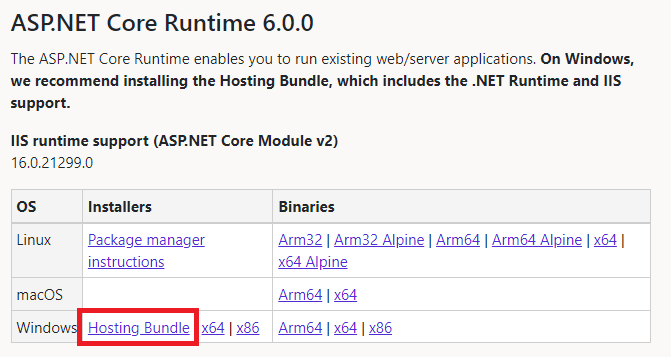 ASP.NET Core Runtime 6.0.0
The ASP.NET Core Runtime enables you to run existing web/server applications. On Windows,
we recommend installing the Hosting Bundle, which includes the .NET Runtime and IIS
support.
IIS runtime support (ASP.NET Core Module v2)
16.0.21299.0
OS Installers Binaries
Linux Package manager instructions Arm32 | Arm32 Alpine | Arm64 | Arm64 Alpine | x64 | x64 Alpine
macOS Arm64 | x64
Windows Hosting Bundle x64 | x86 Arm64 | x64 | x86